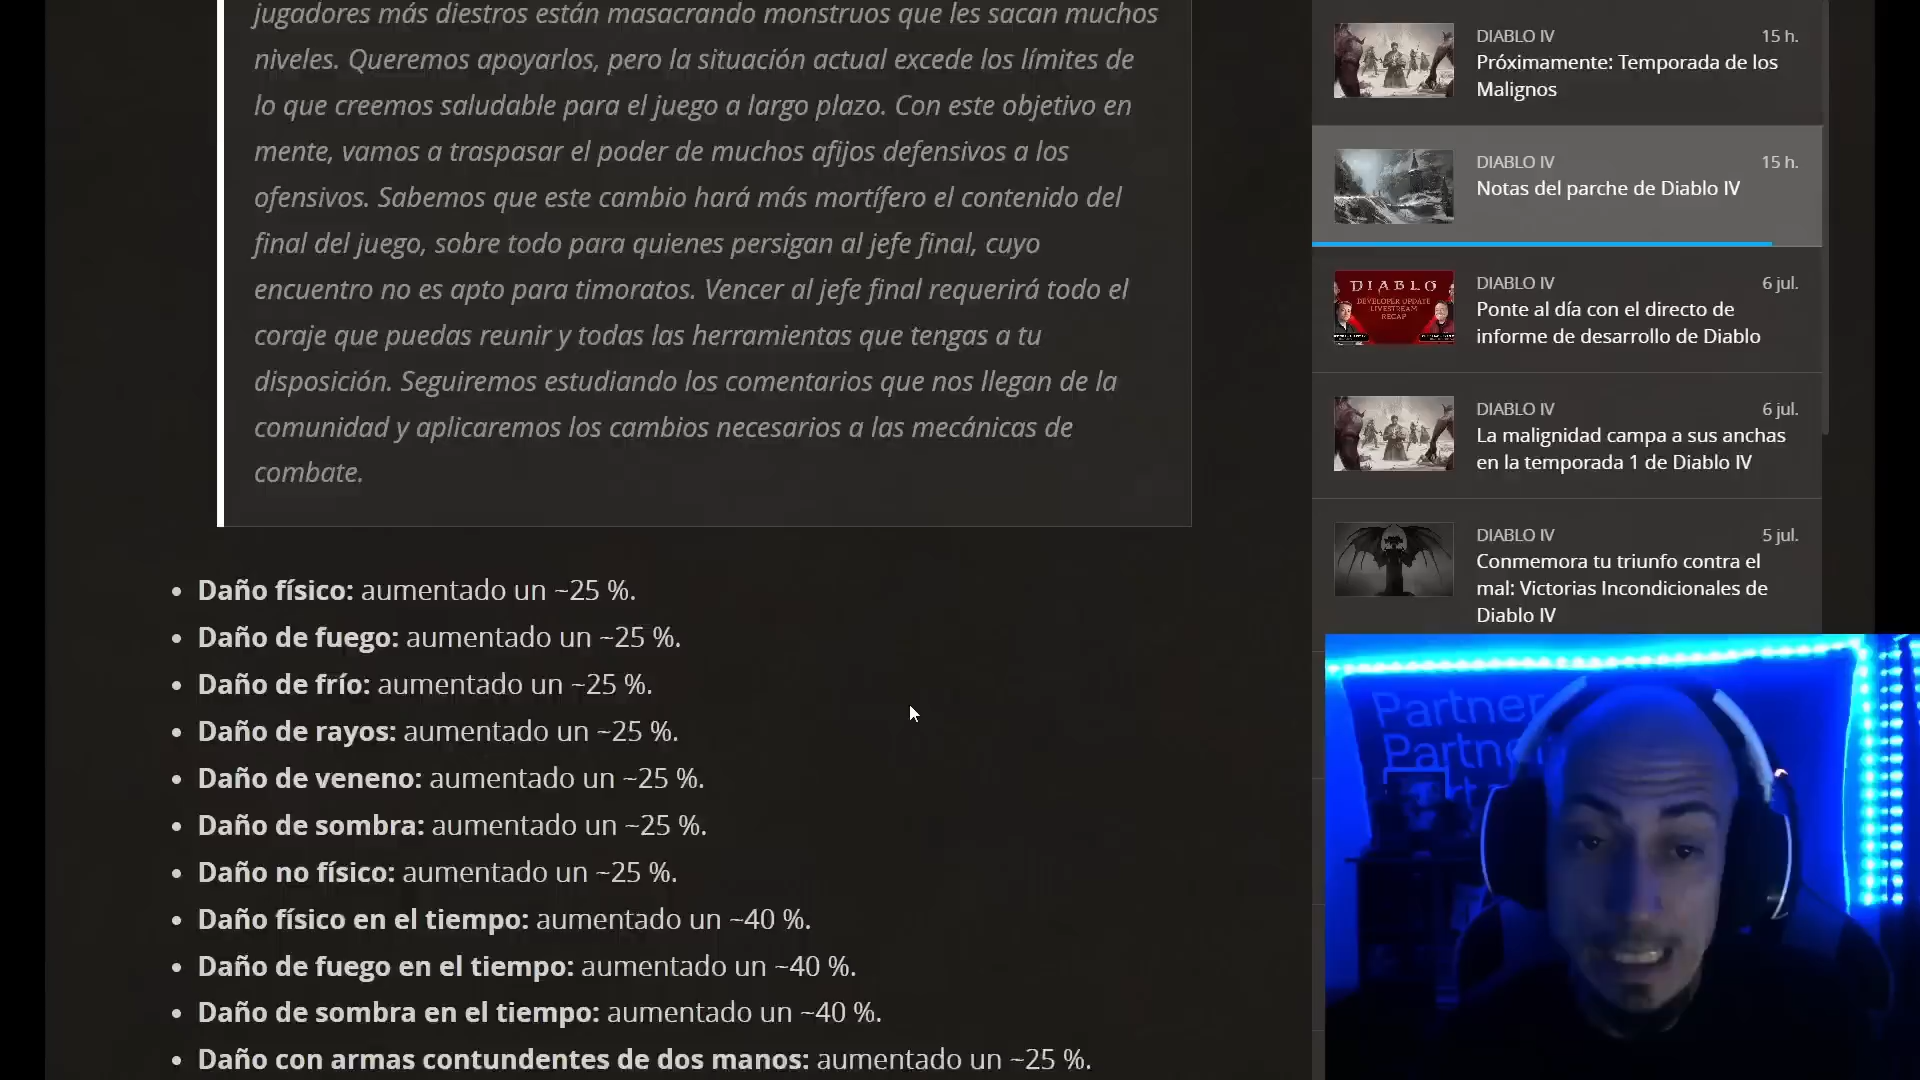 jugadores más diestros están masacrando monstruos que les sacan muchos
niveles. Queremos apoyarlos, pero la situación actual excede los límites de
lo que creemos saludable para el juego a largo plazo. Con este objetivo en
mente, vamos a traspasar el poder de muchos afijos defensivos a los
ofensivos. Sabemos que este cambio hará más mortífero el contenido del
final del juego, sobre todo para quienes persigan al jefe final, cuyo
encuentro no es apto para timoratos. Vencer al jefe final requerirá todo el
coraje que puedas reunir y todas las herramientas que tengas a tu
disposición. Seguiremos estudiando los comentarios que nos llegan de la
comunidad y aplicaremos los cambios necesarios a las mecánicas de
combate.
• Daño físico: aumentado un ~25 %.
• Daño de fuego: aumentado un ~25 %.
• Daño de frío: aumentado un ~25 %.
• Daño de rayos: aumentado un ~25 %.
• Daño de veneno: aumentado un ~25 %.
• Daño de sombra: aumentado un ~25 %.
• Daño no físico: aumentado un ~25 %.
• Daño físico en el tiempo: aumentado un ~40 %.
• Daño de fuego en el tiempo: aumentado un ~40 %.
• Daño de sombra en el tiempo: aumentado un ~40 %.
• Daño con armas contundentes de dos manos: aumentado un ~25 %.
DIABLO IV 15 h.
Próximamente: Temporada de los
Malignos
DIABLO IV 15 h.
Notas del parche de Diablo IV
DIABLO
DEVELOPER UPDATE
LIVESTREAM
RECAP
DIABLO IV 6 jul.
Ponte al día con el directo de
informe de desarrollo de Diablo
DIABLO IV 6 jul.
La malignidad campa a sus anchas
en la temporada 1 de Diablo IV
DIABLO IV 5 jul.
Conmemora tu triunfo contra el
mal: Victorias Incondicionales de
Diablo IV
Partner
Partner